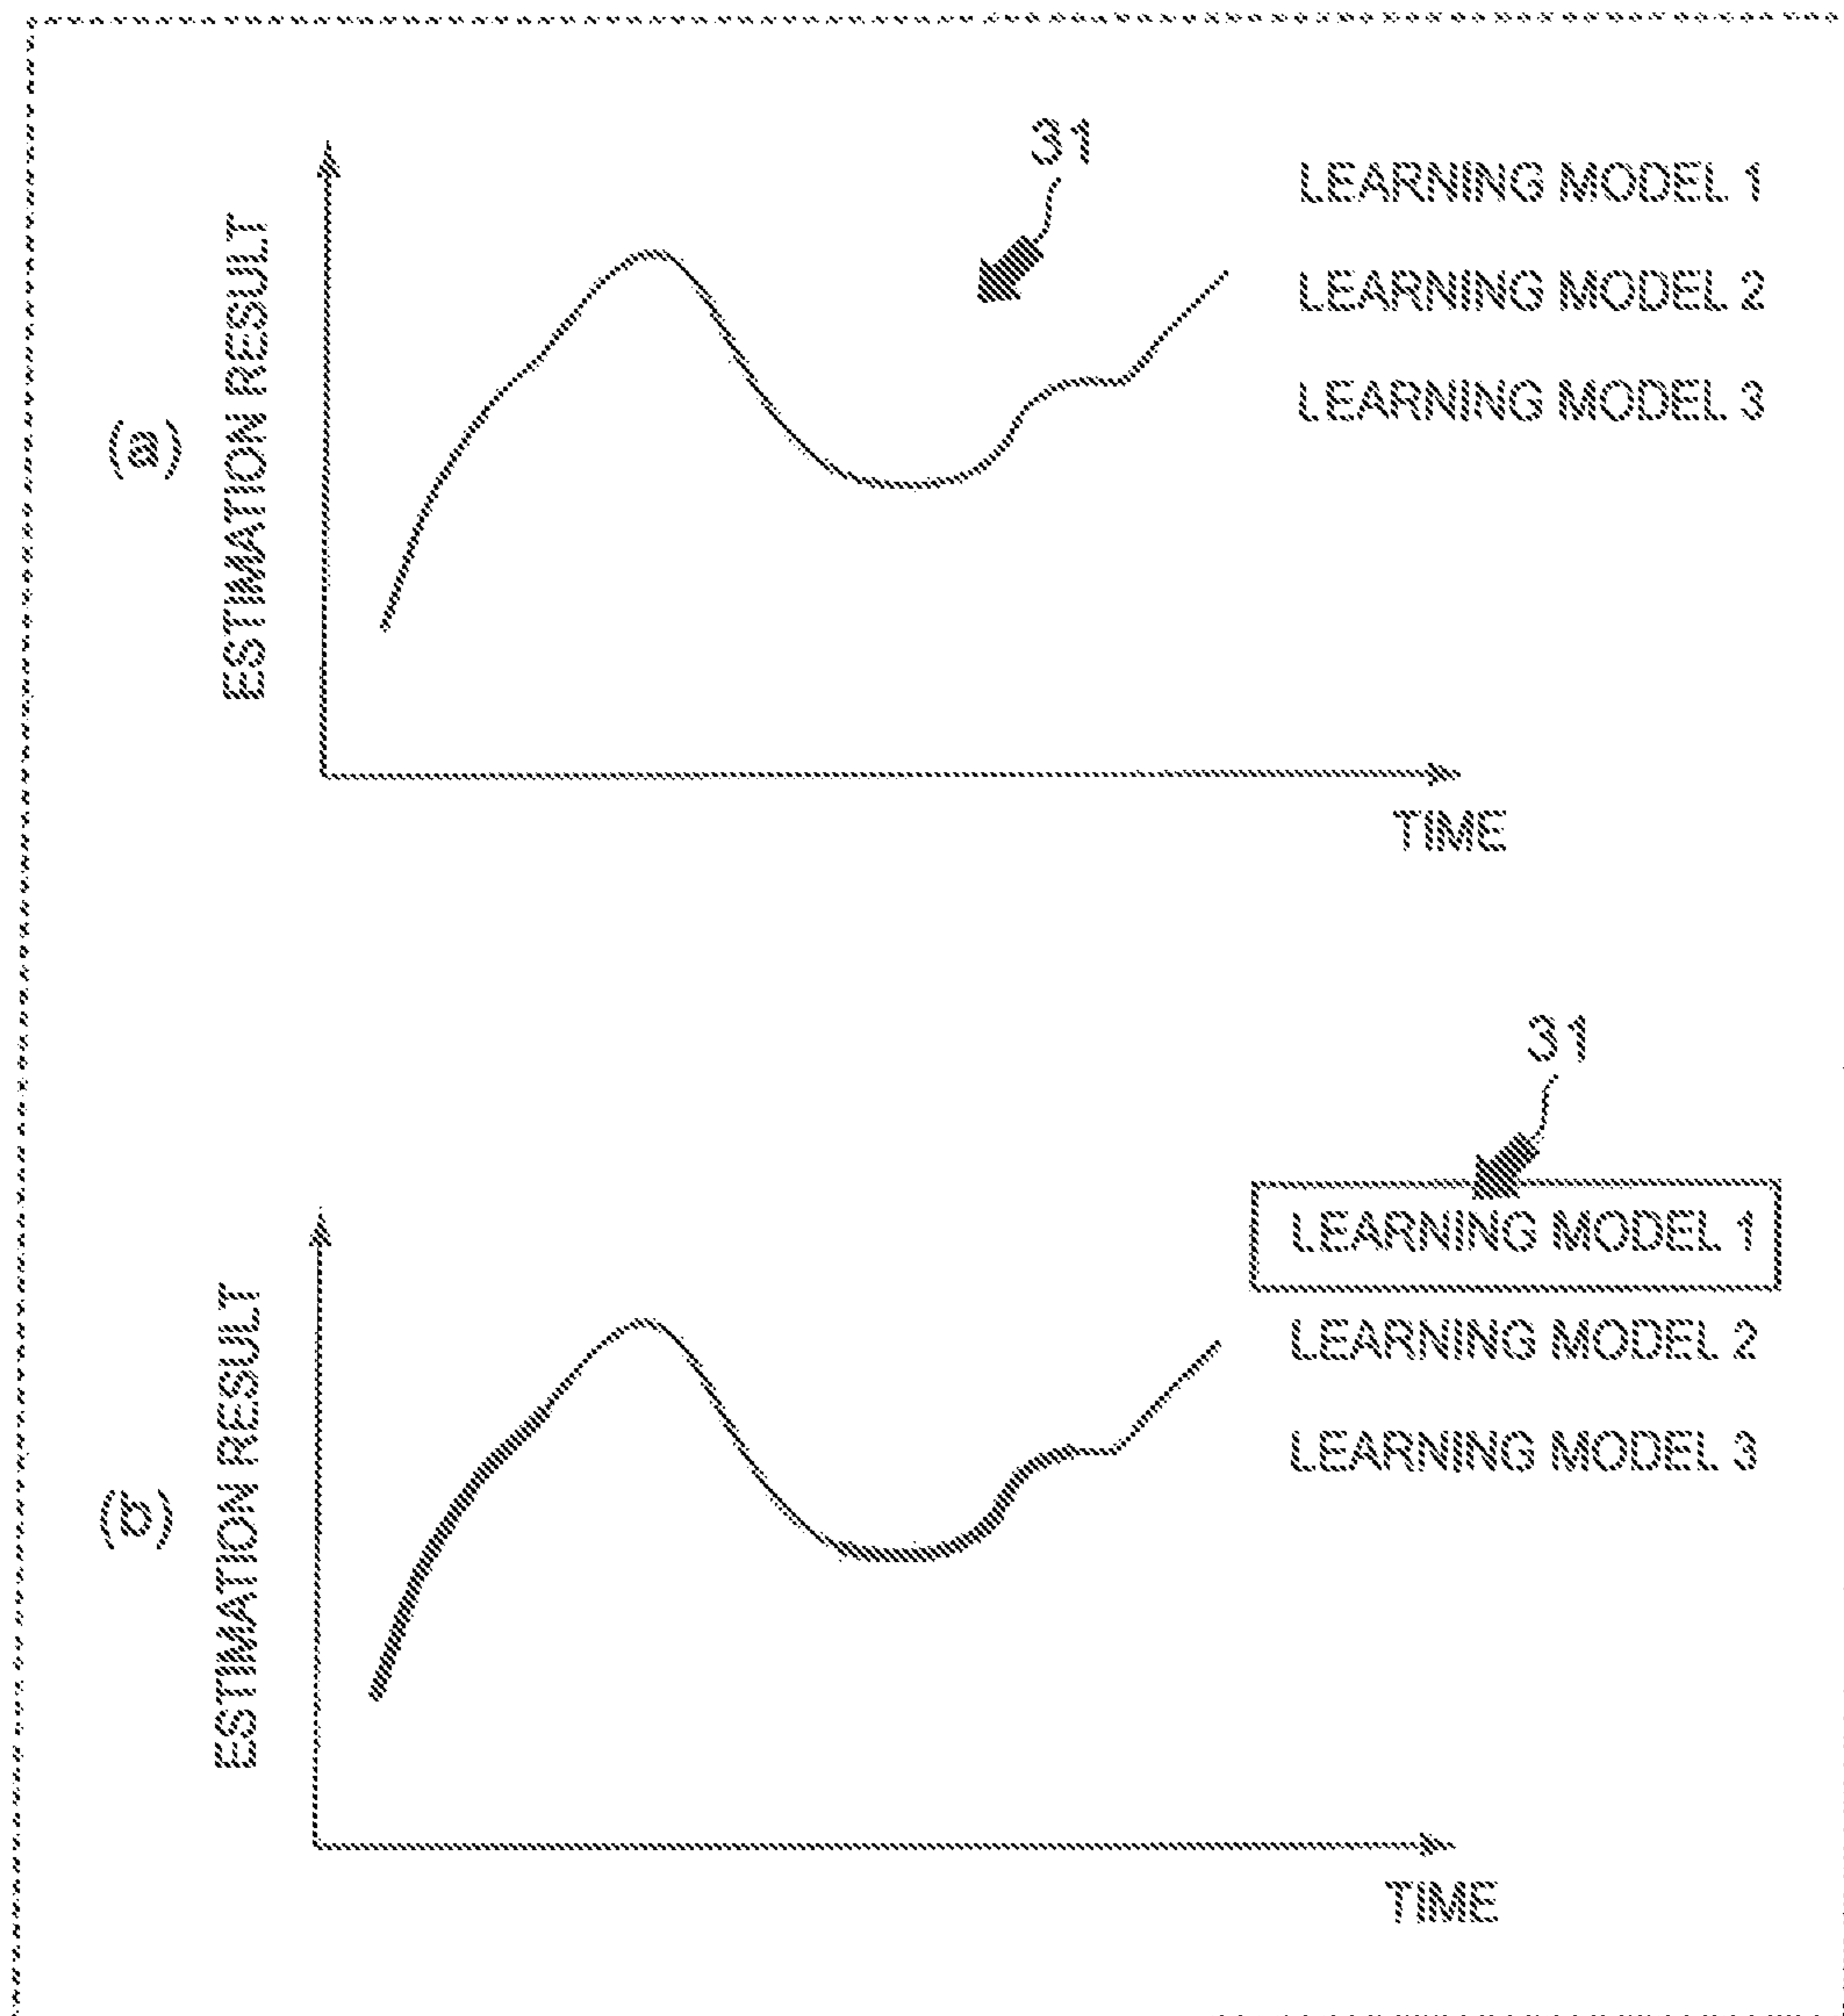 (a)
ESTIMATION RESULT
31
LEARNING MODEL 1
LEARNING MODEL 2
LEARNING MODEL 3
TIME
(b)
ESTIMATION RESULT
31
LEARNING MODEL 1
LEARNING MODEL 2
LEARNING MODEL 3
TIME